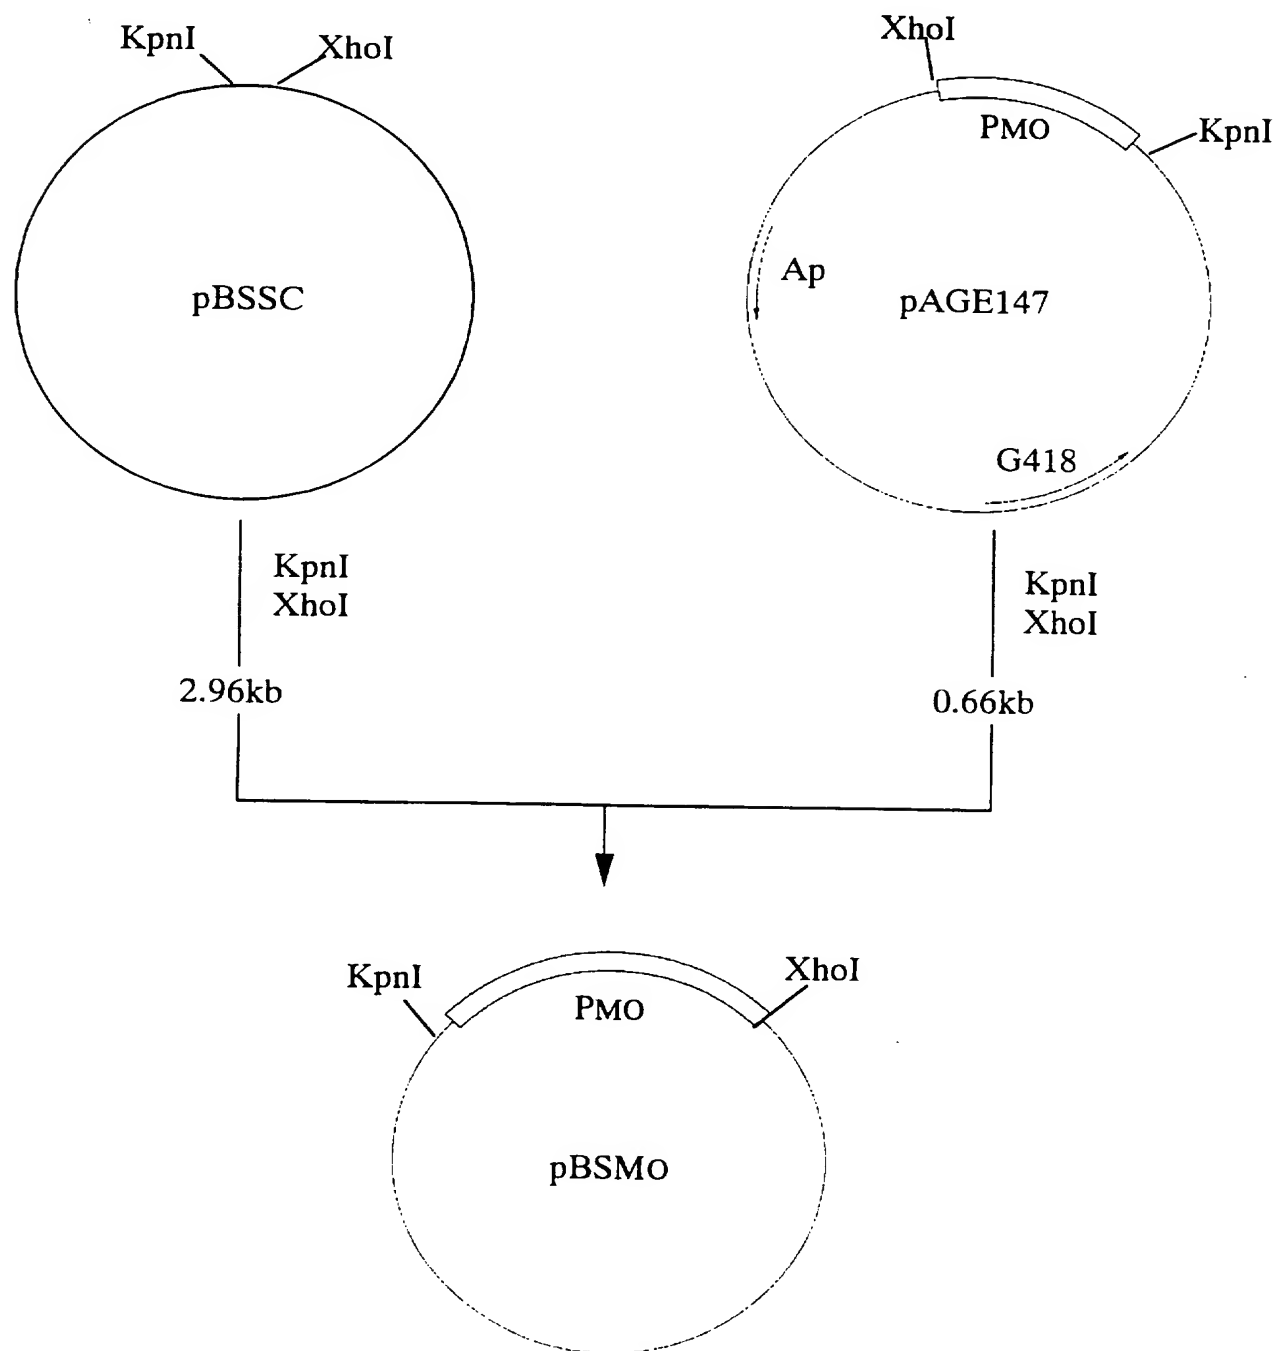 KpnI
XhoI
pBSSC
XhoI
PMO
KpnI
Ap
pAGE147
G418
KpnI
XhoI
2.96kb
KpnI
XhoI
0.66kb
KpnI
XhoI
PMO
pBSMO